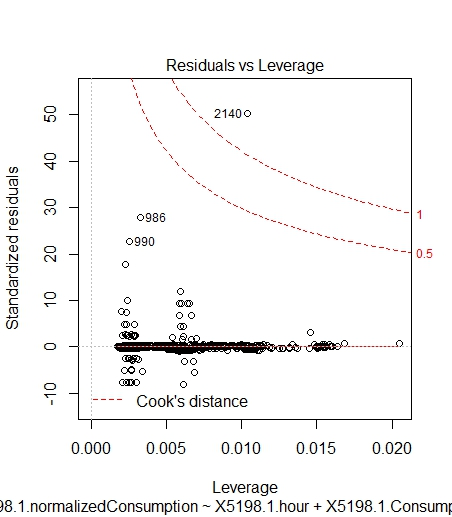 Residuals vs Leverage
Standardized residuals
50
40
30
20
10
0
-10
2140
986
990
1
0.5
Cook's distance
0.000 0.005 0.010 0.015 0.020
Leverage
98.1.normalizedConsumption ~ X5198.1.hour + X5198.1.Consump